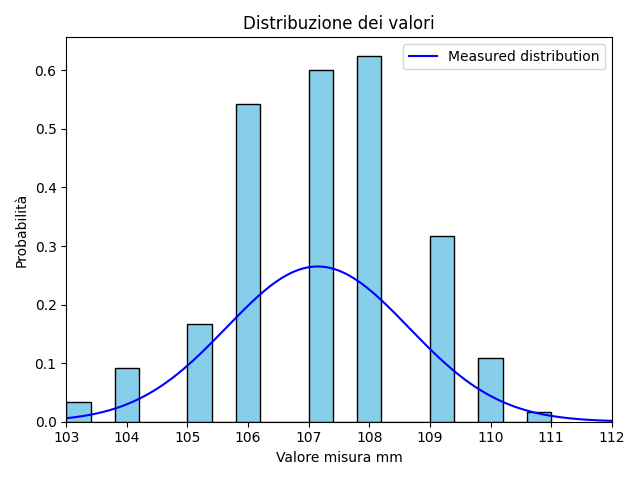 Distribuzione dei valori
Measured distribution
Probabilità
0.6
0.5
0.4
0.3
0.2
0.1
0.0
103 104 105 106 107 108 109 110 111 112
Valore misura mm